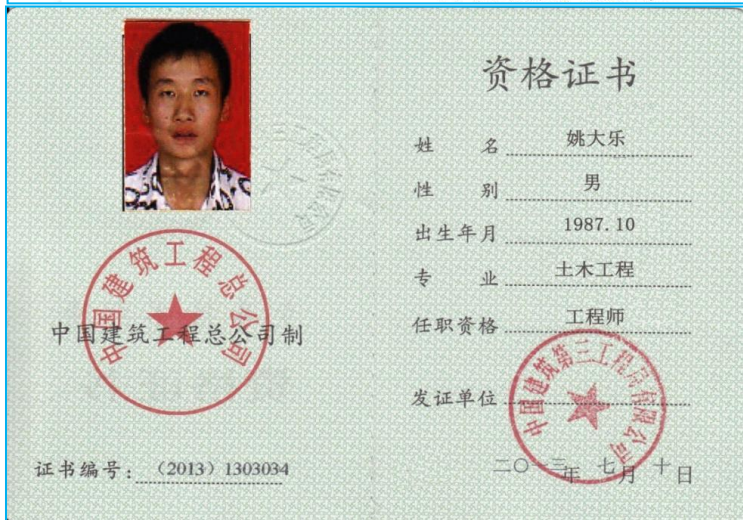 中国建筑工程总公司
中国建筑工程总公司制
证书编号：（2013）1303034
资格证书
姓名 姚大乐
性别 男
出生年月 1987.10
专业 土木工程
任职资格 工程师
发证单位
中国建筑第三工程局有限公司
二〇一三年七月十日